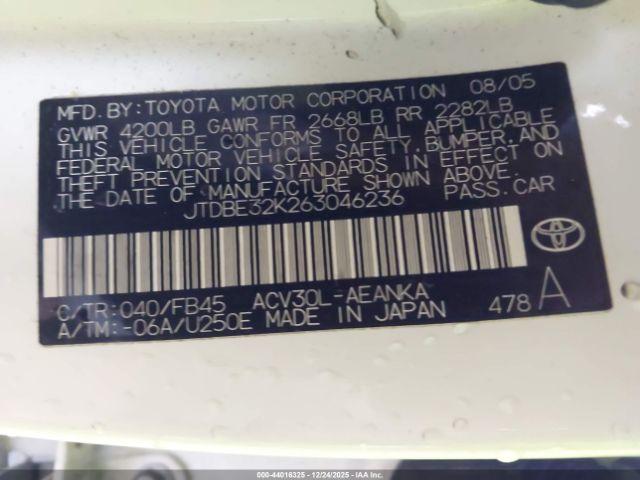 MFD. BY: TOYOTA MOTOR CORPORATION 08/05
GVWR 4200LB GAWR FR 2668LB RR 2282LB
THIS VEHICLE CONFORMS TO ALL APPLICABLE
FEDERAL MOTOR VEHICLE SAFETY, BUMPER, AND
THEFT PREVENTION STANDARDS IN EFFECT ON
THE DATE OF MANUFACTURE SHOWN ABOVE.
JTDBE32K263046236 PASS. CAR
C/TR: 040/FB45 ACV30L-AEANKA
A/TM: -06A/U250E MADE IN JAPAN 478 A
000-44016325 - 12/24/2025 - IAA Inc.